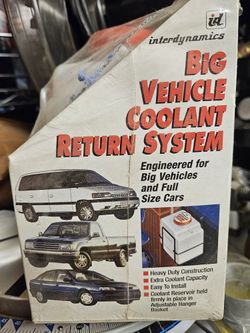 id
interdynamics
BIG
VEHICLE
COOLANT
RETURN SYSTEM
Engineered for
Big Vehicles
and Full
Size Cars
• Heavy Duty Construction
• Extra Coolant Capacity
• Easy To Install
• Coolant Reservoir held
firmly in place in
Adjustable Hanger
Basket